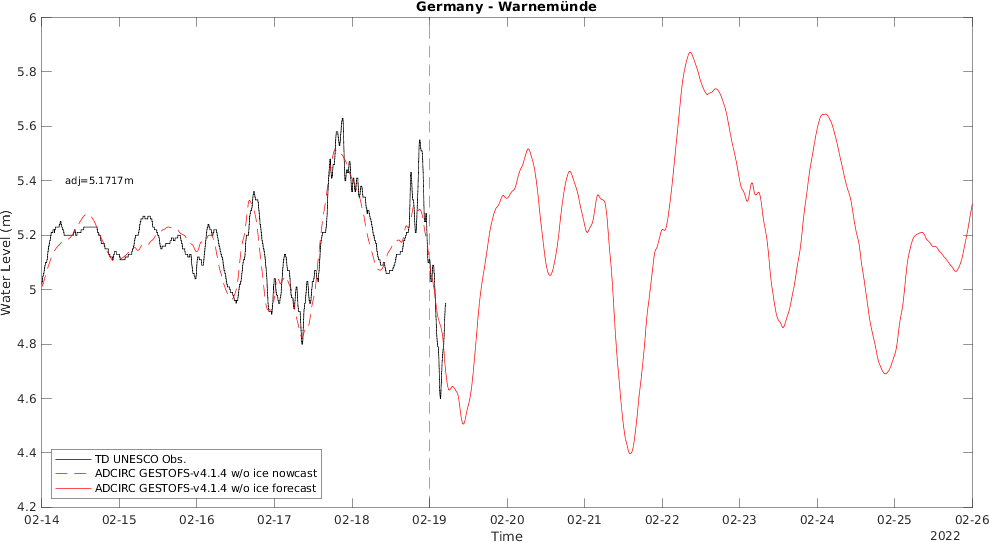 Germany - Warnemünde
6
5.8
5.6
5.4
5.2
5
4.8
4.6
4.4
4.2
Water Level (m)
adj=5.1717m
TD UNESCO Obs.
ADCIRC GESTOFS-v4.1.4 w/o ice nowcast
ADCIRC GESTOFS-v4.1.4 w/o ice forecast
02-14 02-15 02-16 02-17 02-18 02-19 02-20 02-21 02-22 02-23 02-24 02-25 02-26
Time
2022